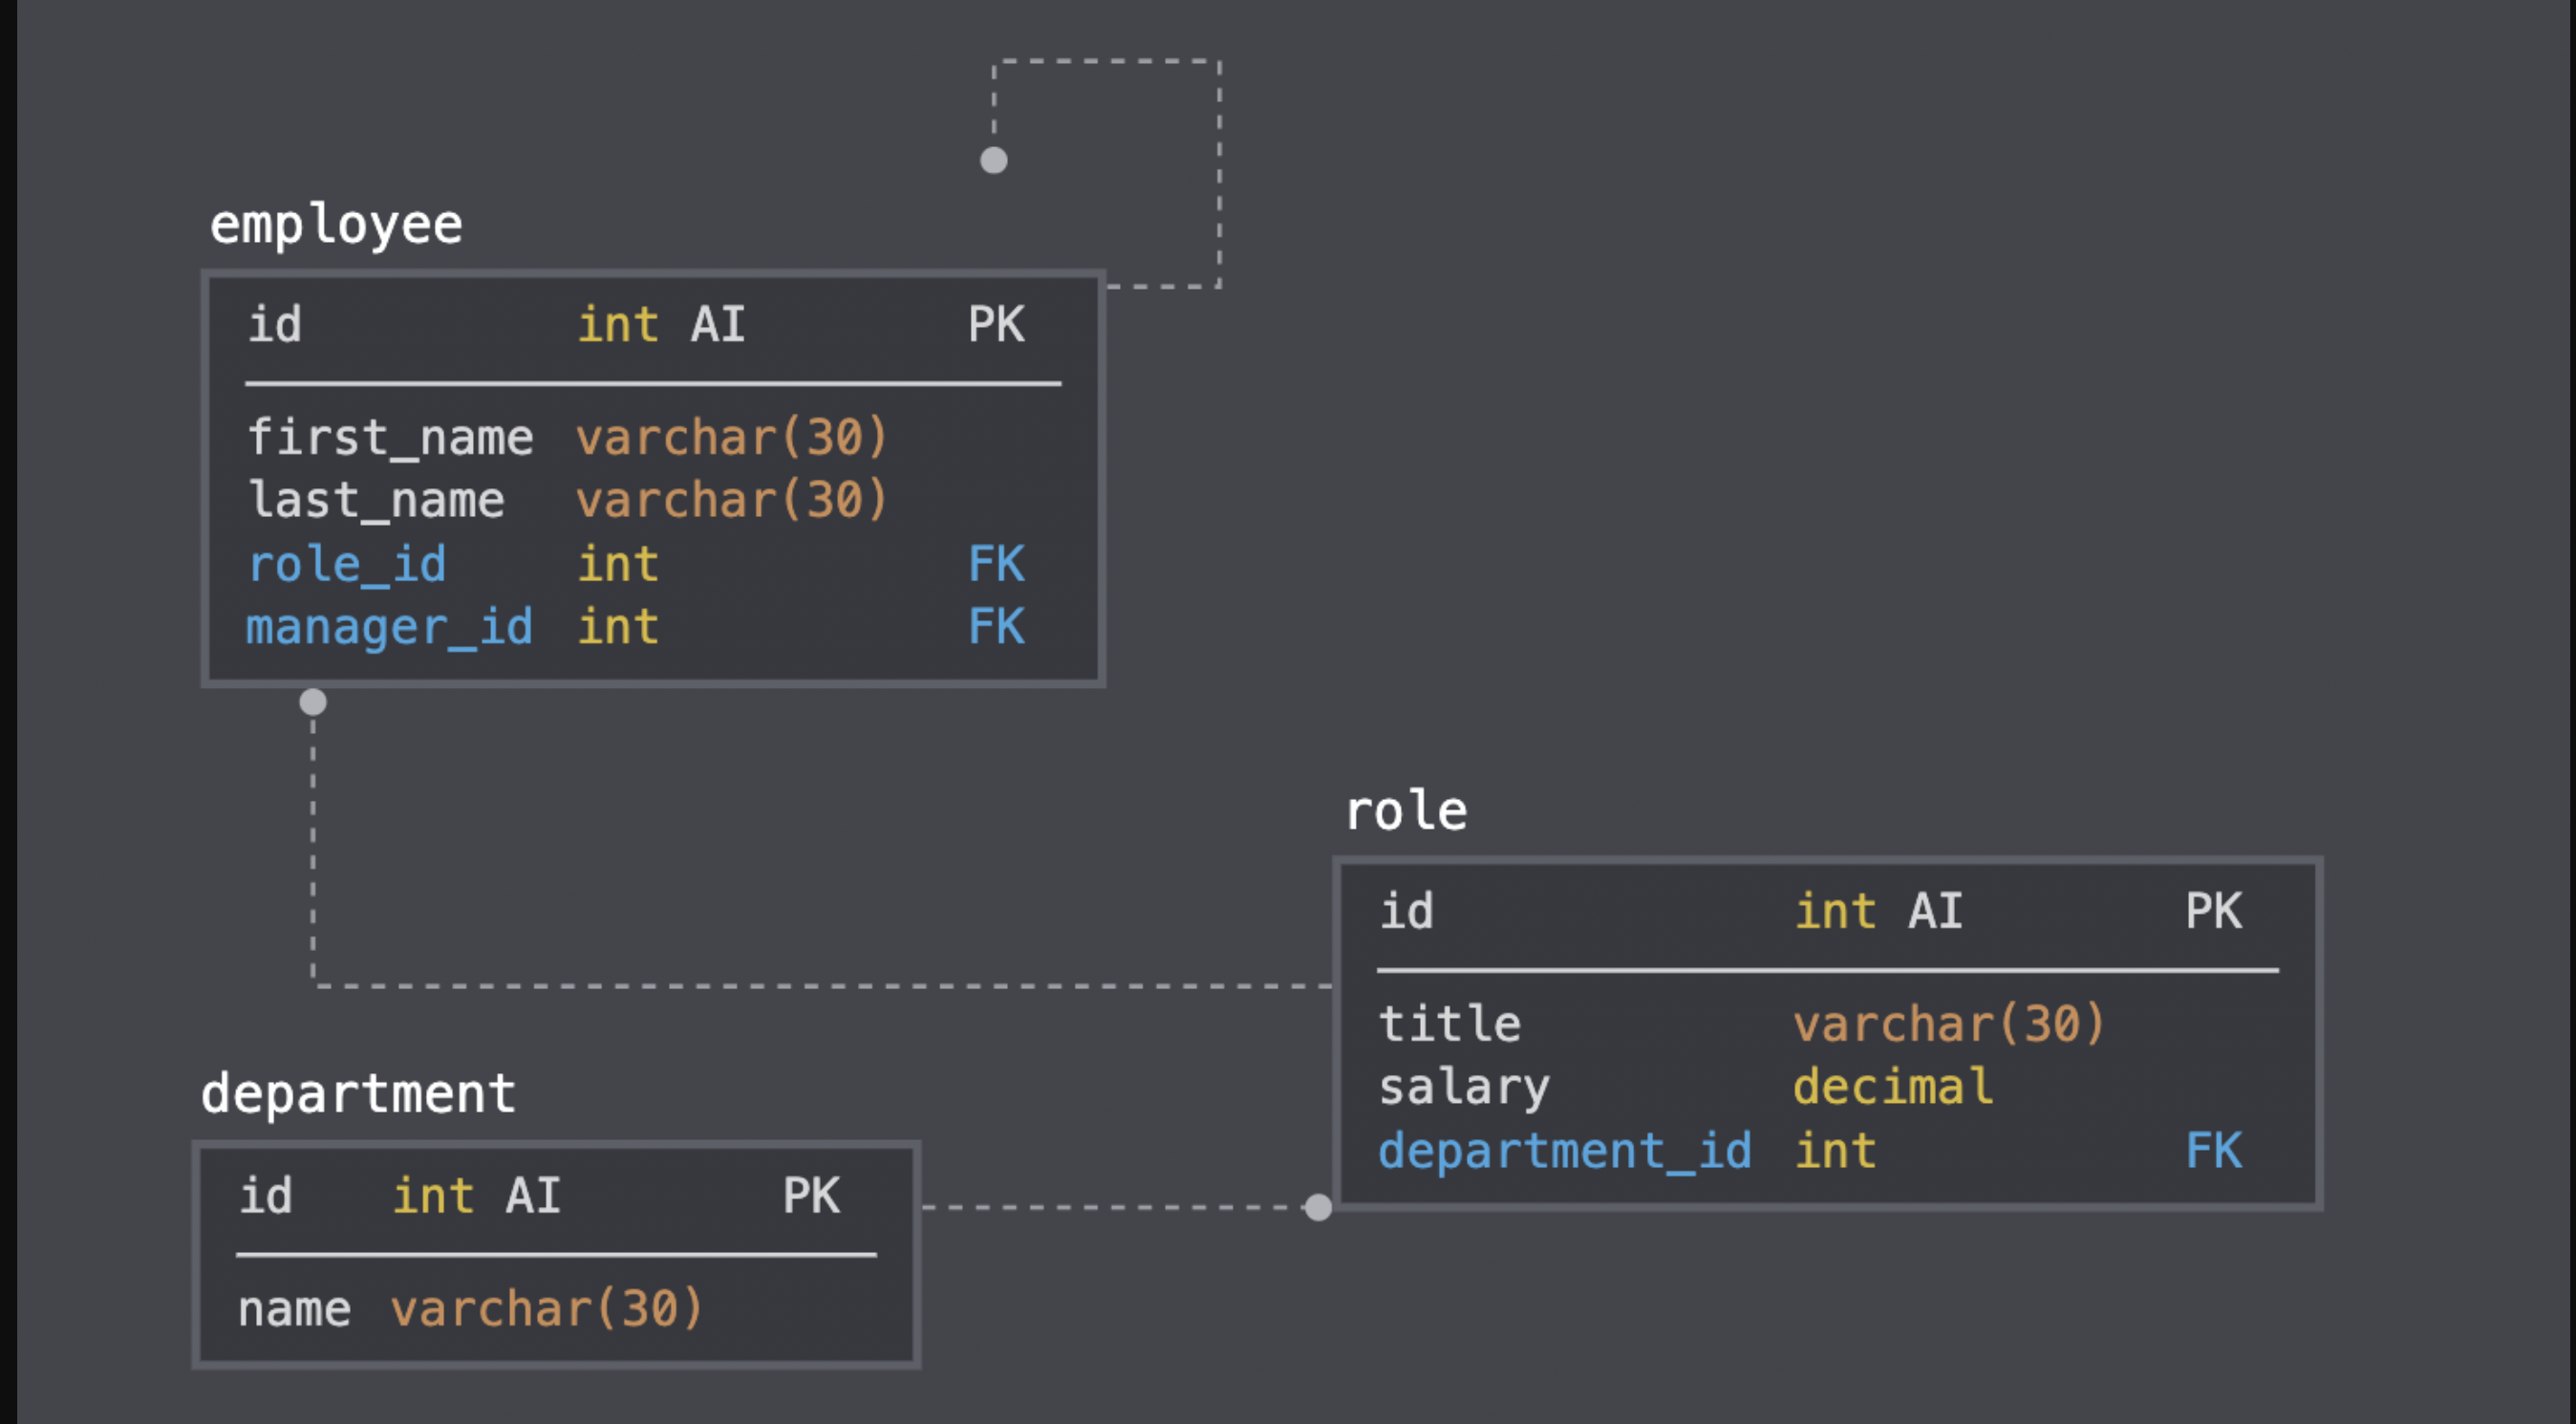 employee
id int AI PK
first_name varchar(30)
last_name varchar(30)
role_id int FK
manager_id int FK
role
id int AI PK
title varchar(30)
salary decimal
department_id int FK
department
id int AI PK
name varchar(30)